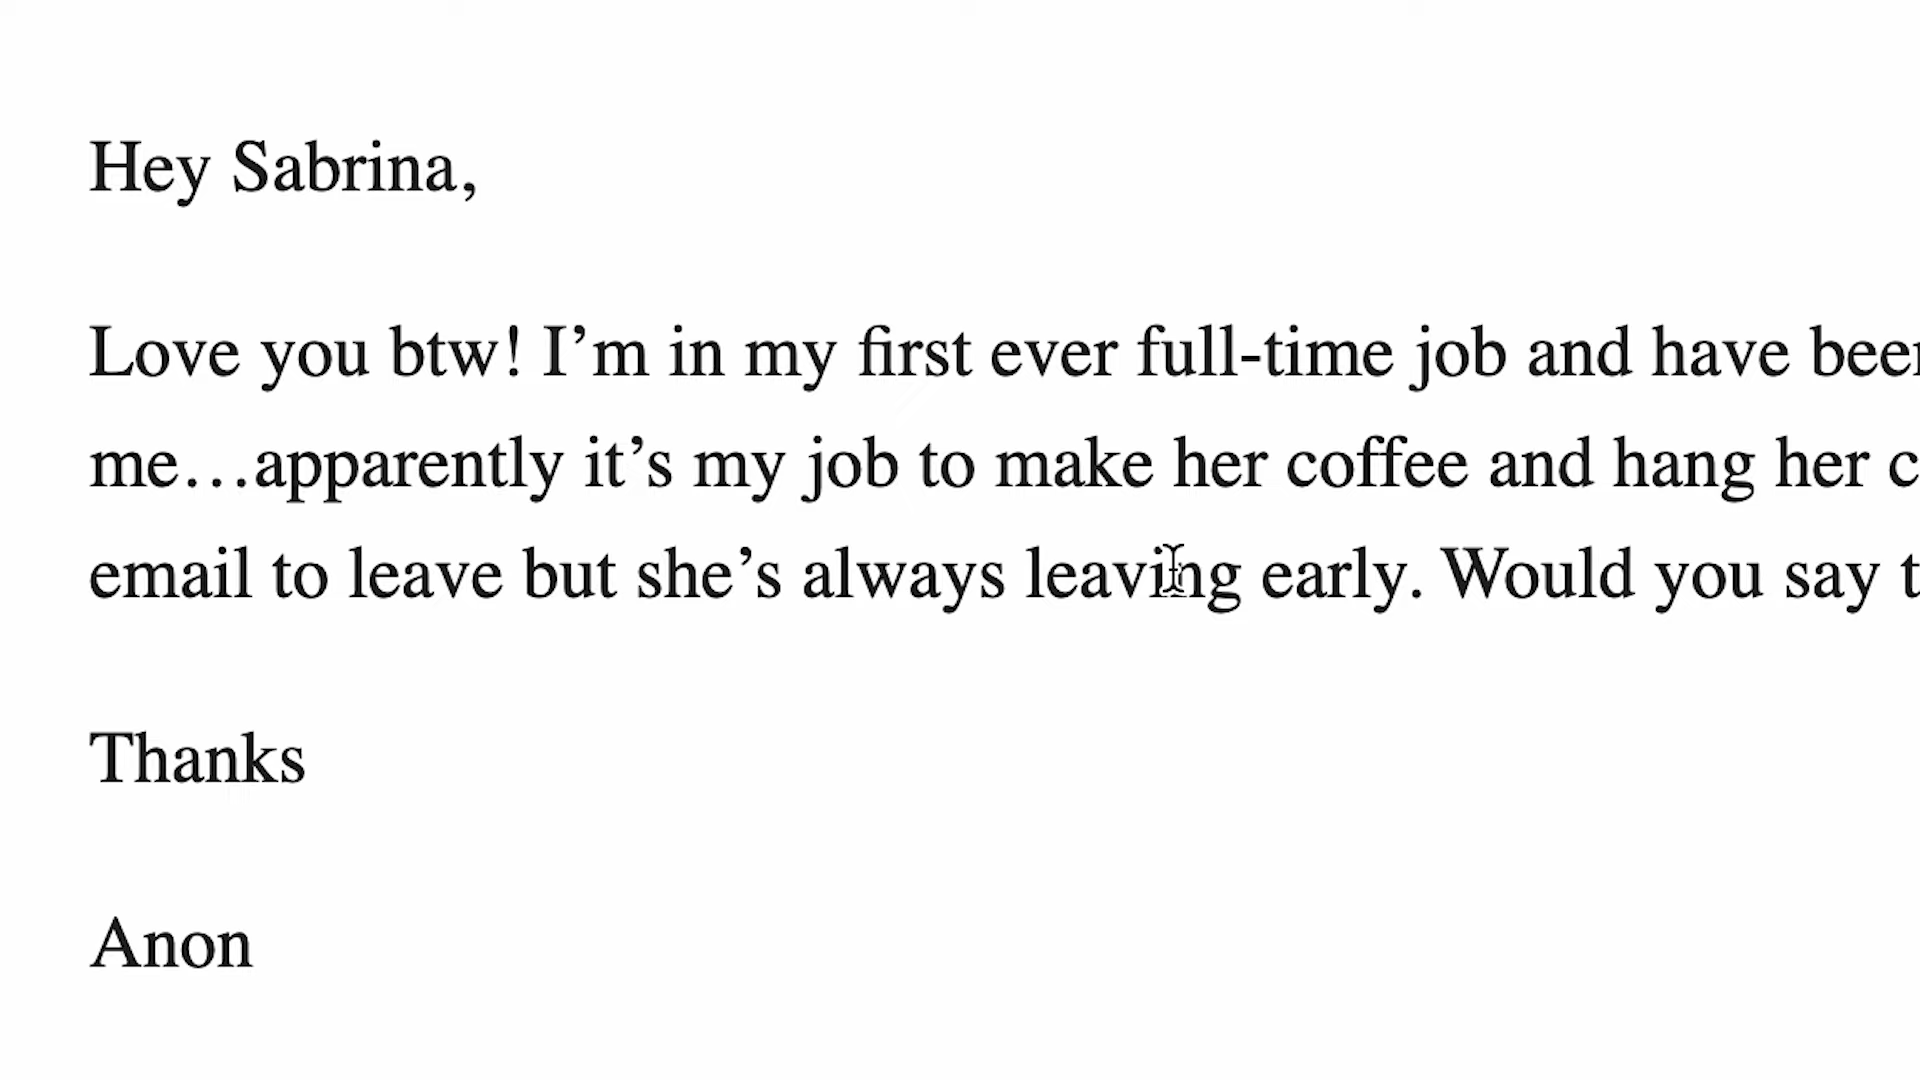 Hey Sabrina,
Love you btw! I’m in my first ever full-time job and have
me…apparently it’s my job to make her coffee and hang her
email to leave but she’s always leaving early. Would you say
Thanks
Anon